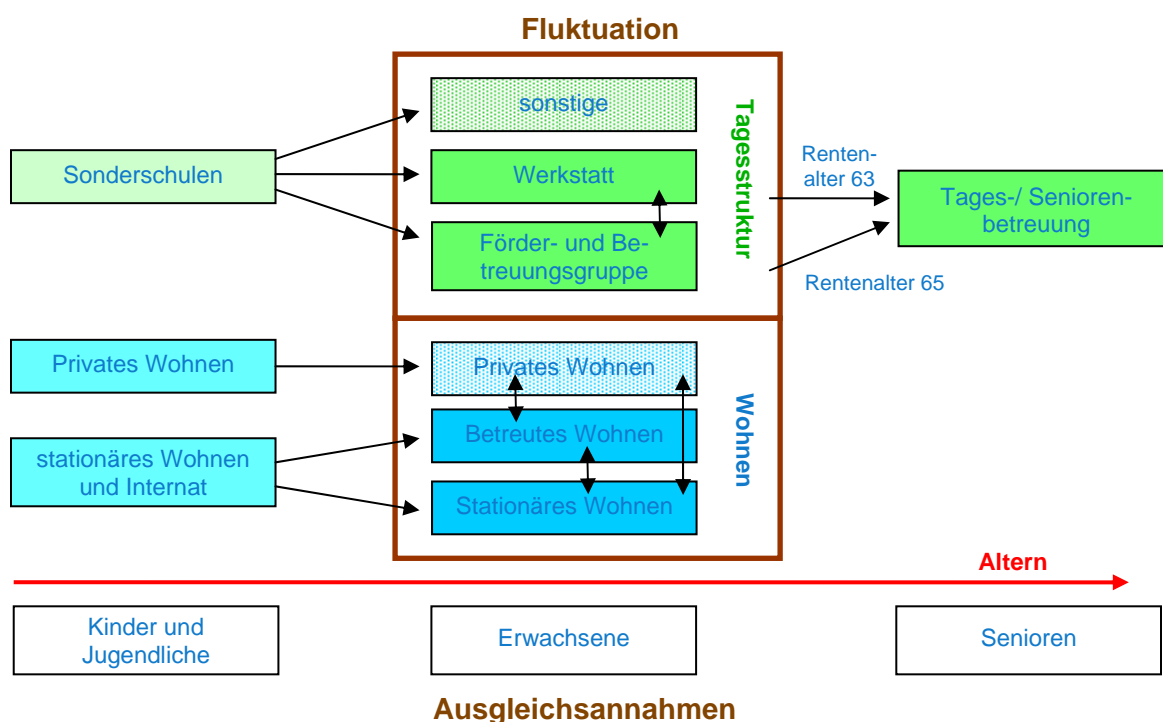 Fluktuation
sonstige
Sonderschulen
Werkstatt
Förder- und Be-
treuungsgruppe
Tagesstruktur
Renten-
alter 63
Rentenalter 65
Tages-/ Senioren-
betreuung
Privates Wohnen
Privates Wohnen
stationäres Wohnen
und Internat
Betreutes Wohnen
Stationäres Wohnen
Wohnen
Altern
Kinder und
Jugendliche
Erwachsene
Senioren
Ausgleichsannahmen